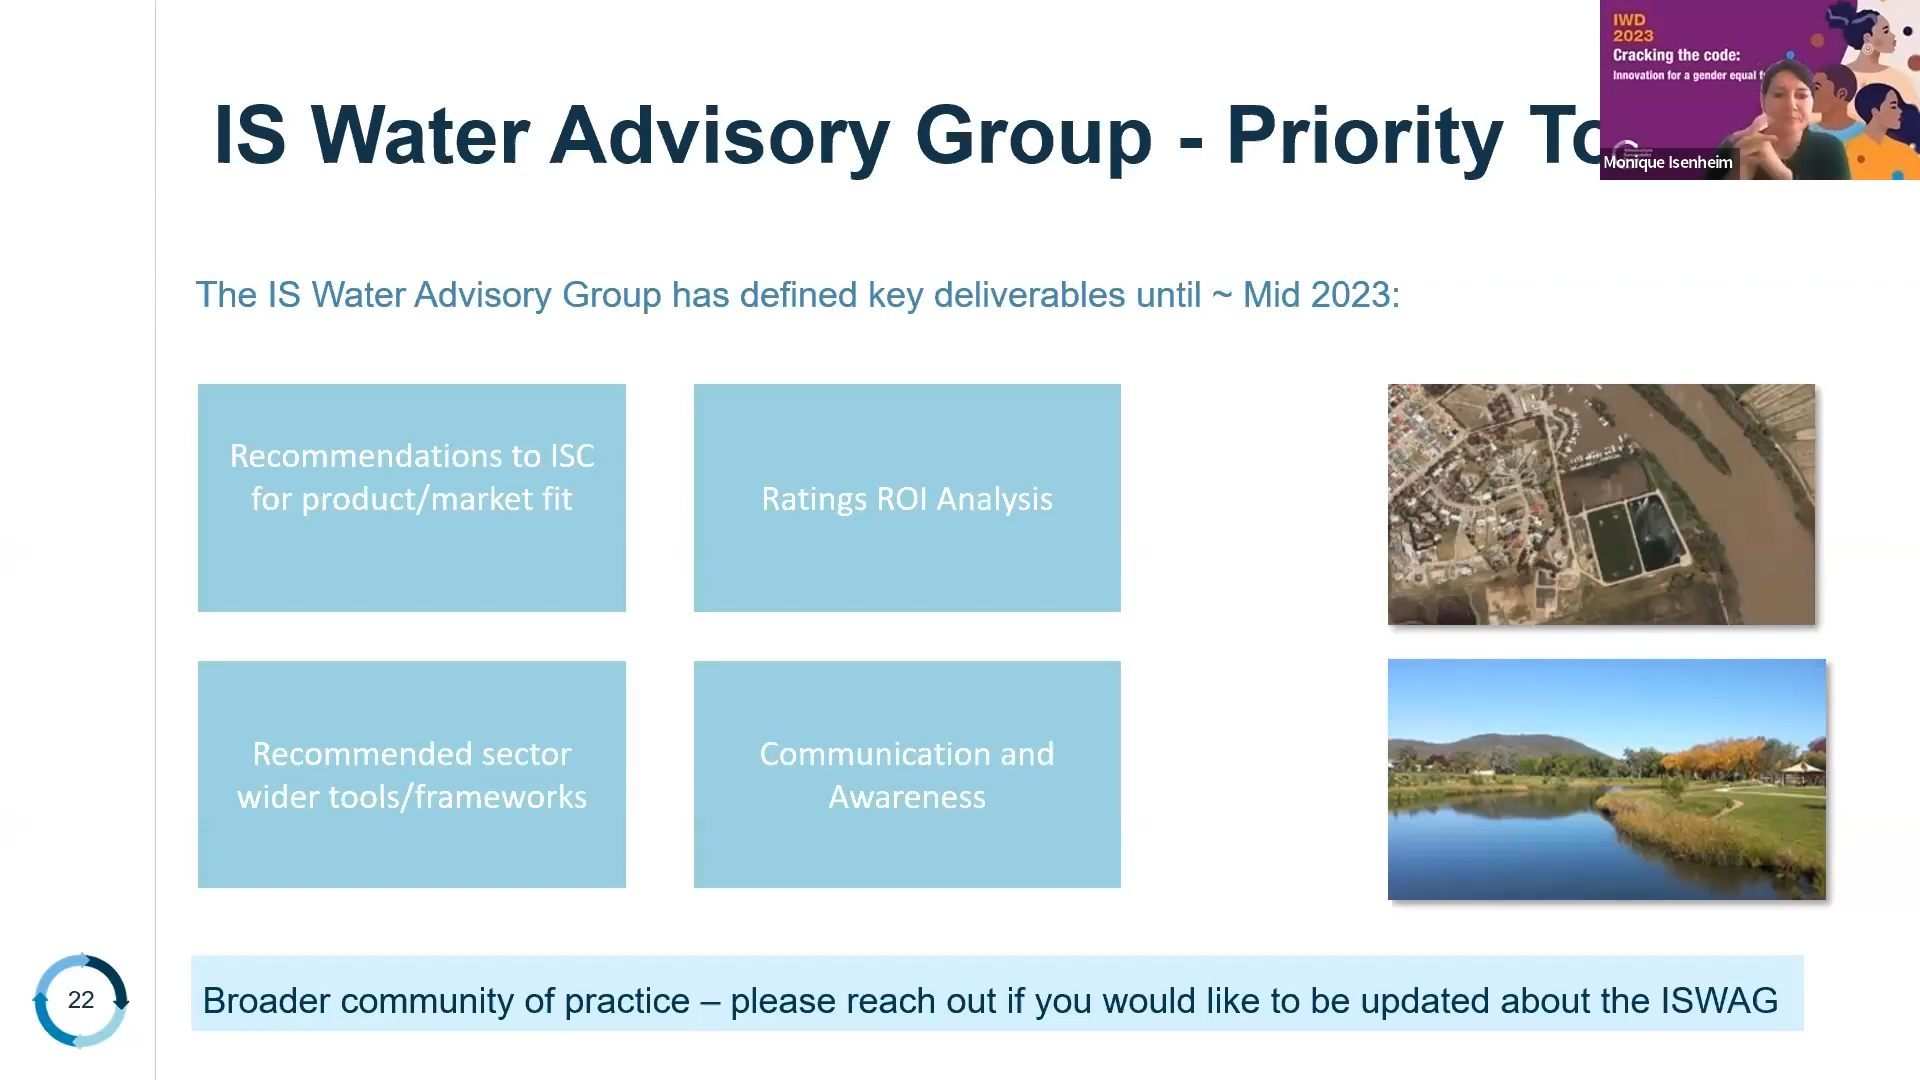 IS Water Advisory Group - Priority
IWD
2023
Cracking the code:
Innovation for a gender equal
Monique Isenheim
The IS Water Advisory Group has defined key deliverables until ~ Mid 2023:
Recommendations to ISC
for product/market fit
Ratings ROI Analysis
Recommended sector
wider tools/frameworks
Communication and
Awareness
22
Broader community of practice – please reach out if you would like to be updated about the ISWAG